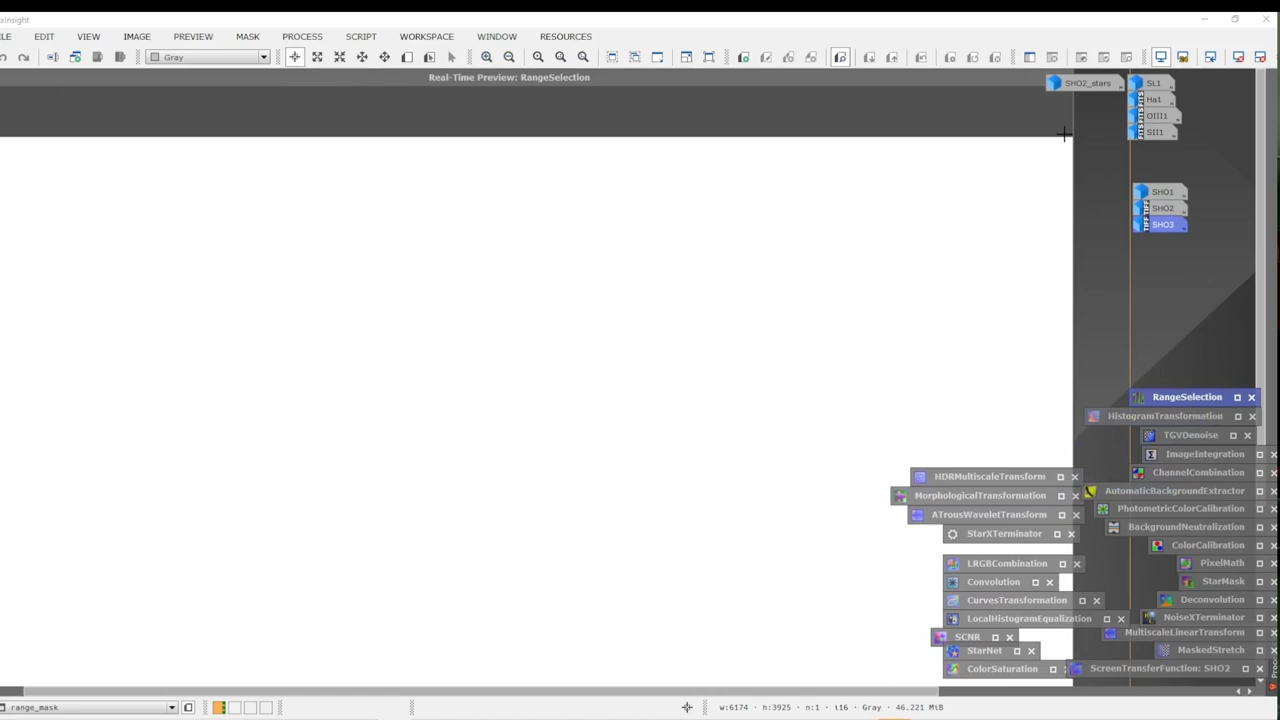 xInsight
ILE EDIT VIEW IMAGE PREVIEW MASK PROCESS SCRIPT WORKSPACE WINDOW RESOURCES
Gray
Real-Time Preview: RangeSelection
SHO2_stars
SL1
Ha1
OIII1
SII1
SHO1
SHO2
SHO3
RangeSelection
HistogramTransformation
TGVDenoise
ImageIntegration
ChannelCombination
HDRMultiscaleTransform
AutomaticBackgroundExtractor
MorphologicalTransformation
PhotometricColorCalibration
ATrousWaveletTransform
BackgroundNeutralization
StarXTerminator
ColorCalibration
LRGBCombination
PixelMath
Convolution
StarMask
CurvesTransformation
Deconvolution
LocalHistogramEqualization
NoiseXTerminator
SCNR
MultiscaleLinearTransform
StarNet
MaskedStretch
ColorSaturation
ScreenTransferFunction: SHO2
range_mask
w:6174 | h:3925 | n:1 | i16 | Gray | 46.221 MiB